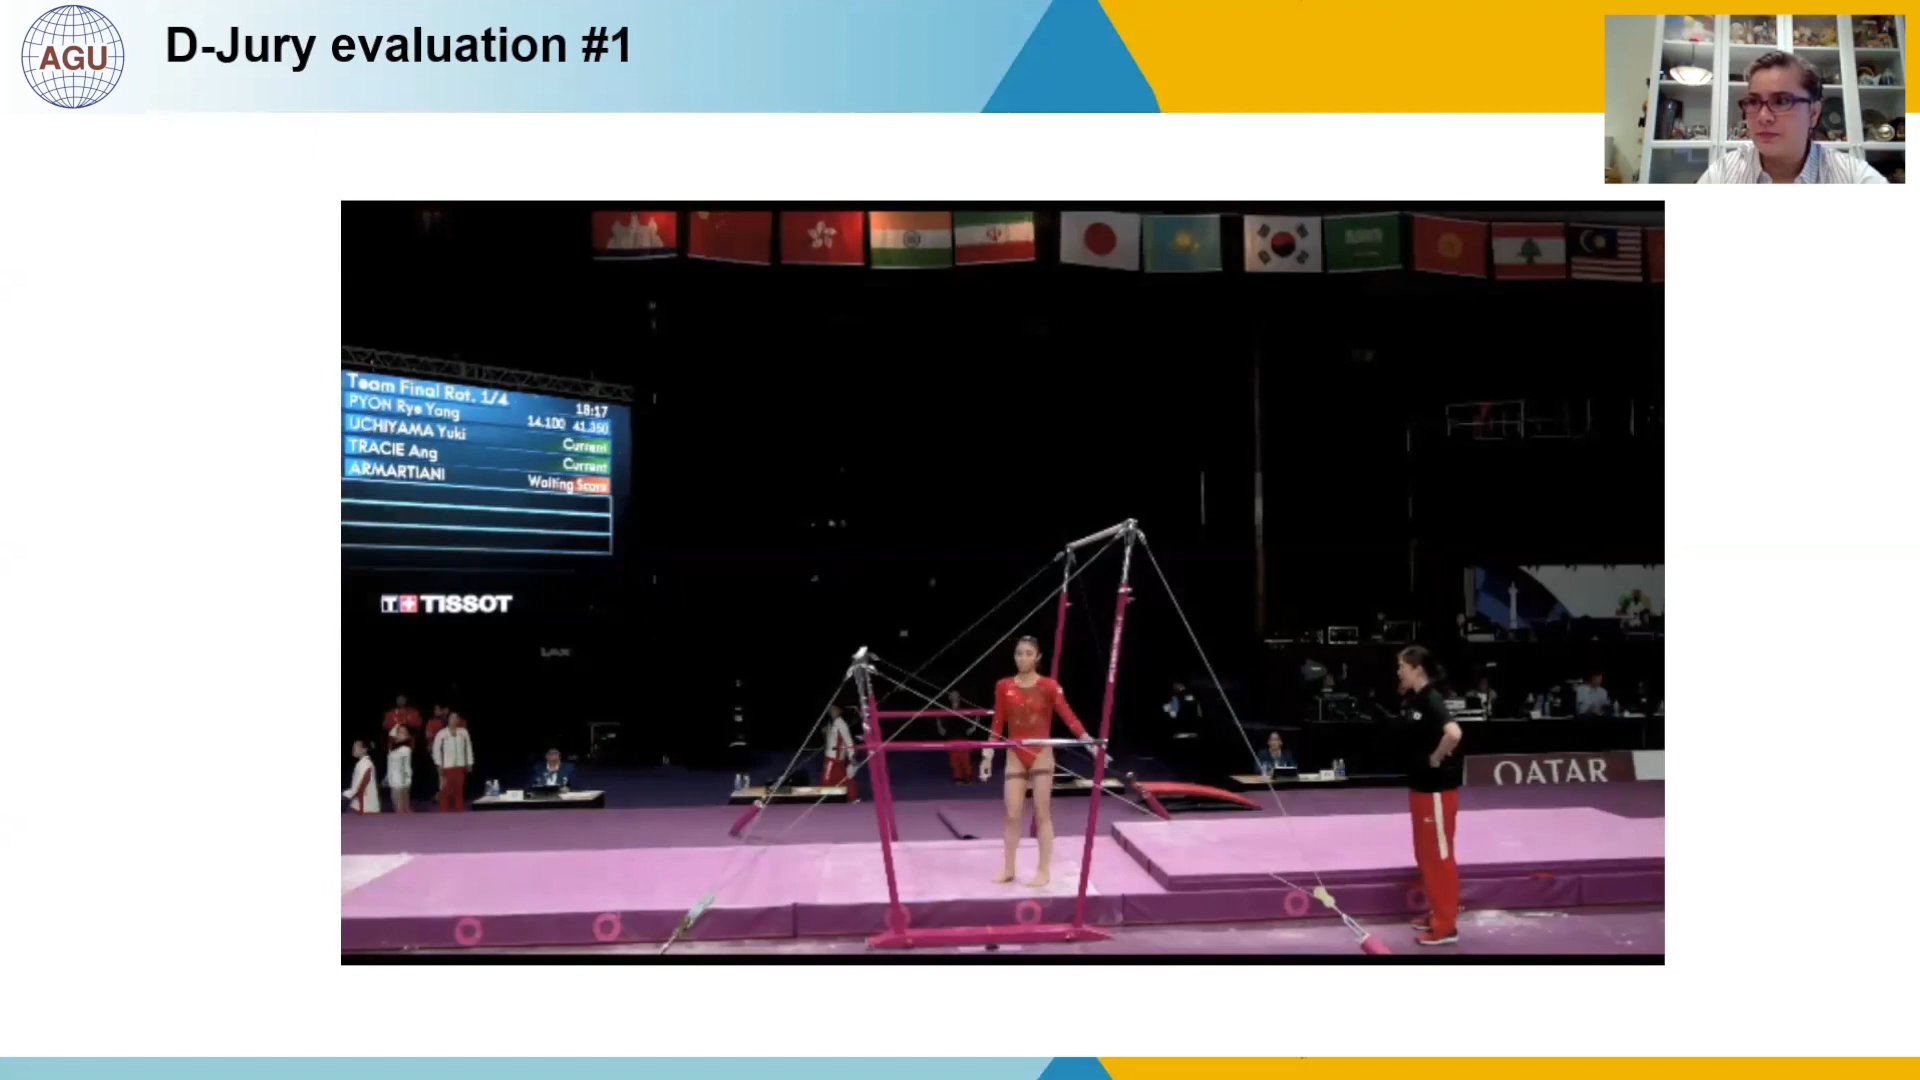 AGU
D-Jury evaluation #1
Team Final Rot. 1/4
18:17
PYON Rye Yong 14.100 41.350
UCHIYAMA Yuki Current
TRACIE Ang Current
ARMARTIANI Waiting Score
T+ TISSOT
QATAR